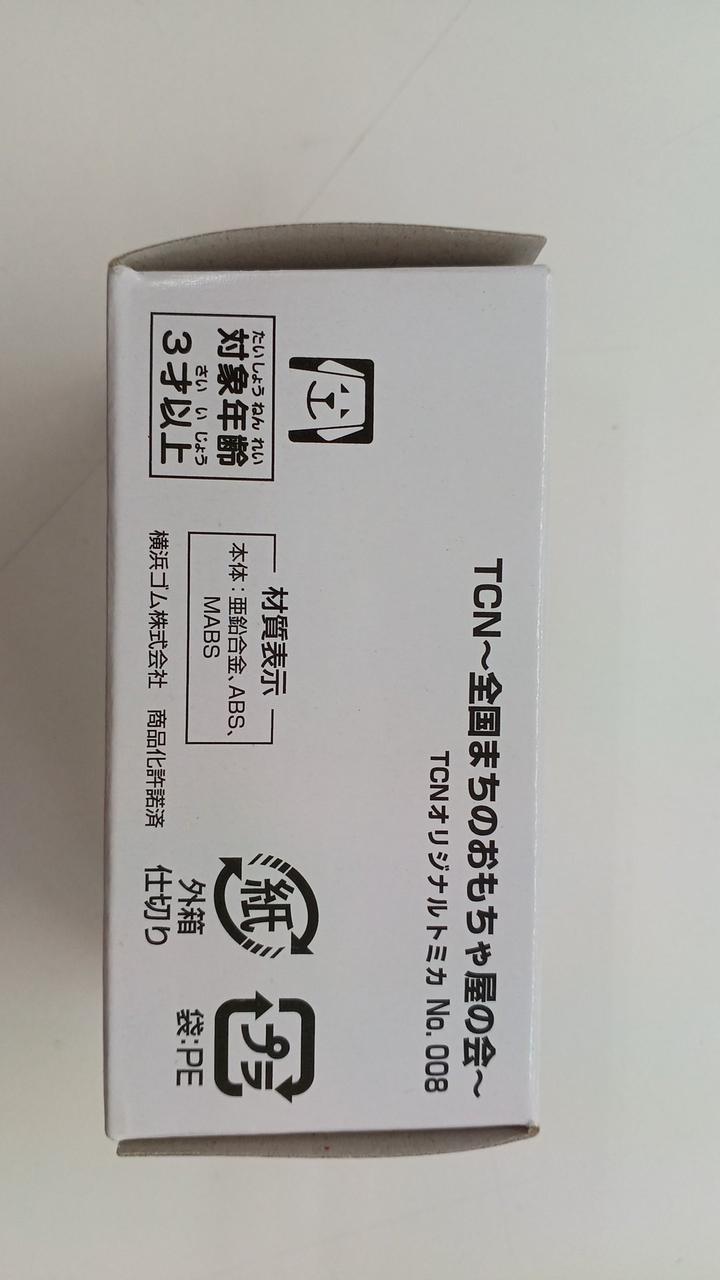 TCN～全国まちのおもちゃ屋の会～
TCNオリジナルトミカ No. 008
たいしょうねんれい
対象年齢
さいいじょう
3才以上
材質表示
本体：亜鉛合金、ABS、
MABS
横浜ゴム株式会社　商品化許諾済
紙
外箱
仕切り
プラ
袋：PE